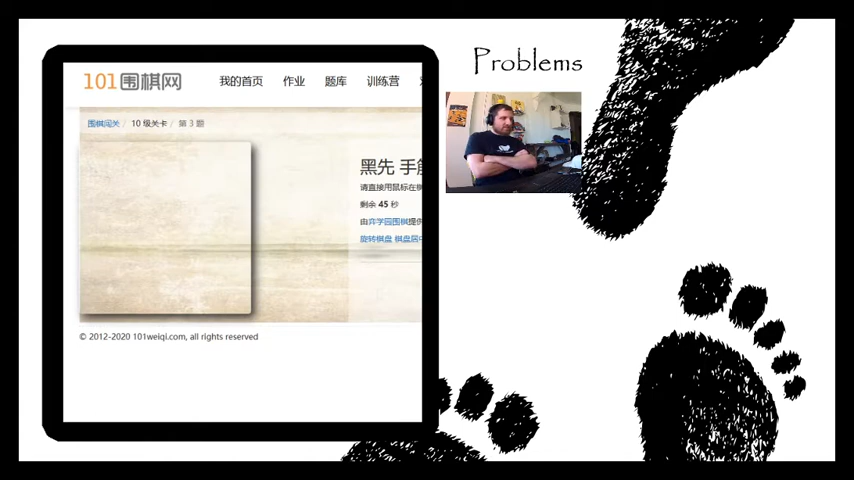 Problems
101围棋网
我的首页 作业 题库 训练营
围棋闯关 / 10 级关卡 / 第 3 题
黑先 手筋
请直接用鼠标在棋
剩余 45 秒
由弈学园围棋提供
旋转棋盘 棋盘居中
© 2012-2020 101weiqi.com, all rights reserved